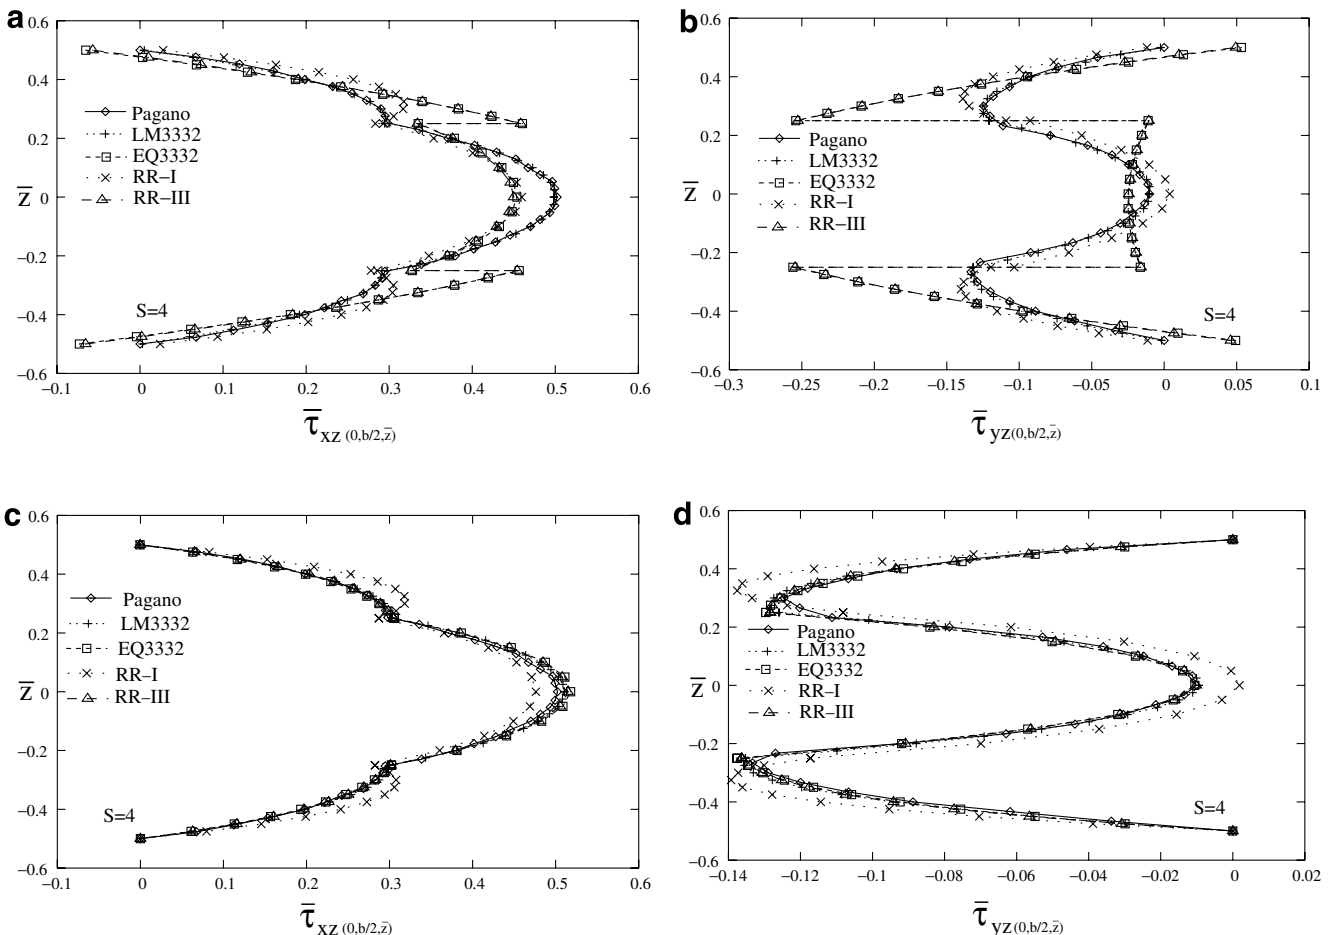 a
0.6
0.4
0.2
0
−0.2
−0.4
−0.6
z̅
Pagano
LM3332
EQ3332
RR−I
RR−III
S=4
−0.1 0 0.1 0.2 0.3 0.4 0.5 0.6
τ̅xz (0,b/2,z̅)
b
0.6
0.4
0.2
0
−0.2
−0.4
−0.6
z̅
Pagano
LM3332
EQ3332
RR−I
RR−III
S=4
−0.3 −0.25 −0.2 −0.15 −0.1 −0.05 0 0.05 0.1
τ̅yz(0,b/2,z̅)
c
0.6
0.4
0.2
0
−0.2
−0.4
−0.6
z̅
Pagano
LM3332
EQ3332
RR−I
RR−III
S=4
−0.1 0 0.1 0.2 0.3 0.4 0.5 0.6
τ̅xz (0,b/2,z̅)
d
0.6
0.4
0.2
0
−0.2
−0.4
−0.6
z̅
Pagano
LM3332
EQ3332
RR−I
RR−III
S=4
−0.14 −0.12 −0.1 −0.08 −0.06 −0.04 −0.02 0 0.02
τ̅yz(0,b/2,z̅)